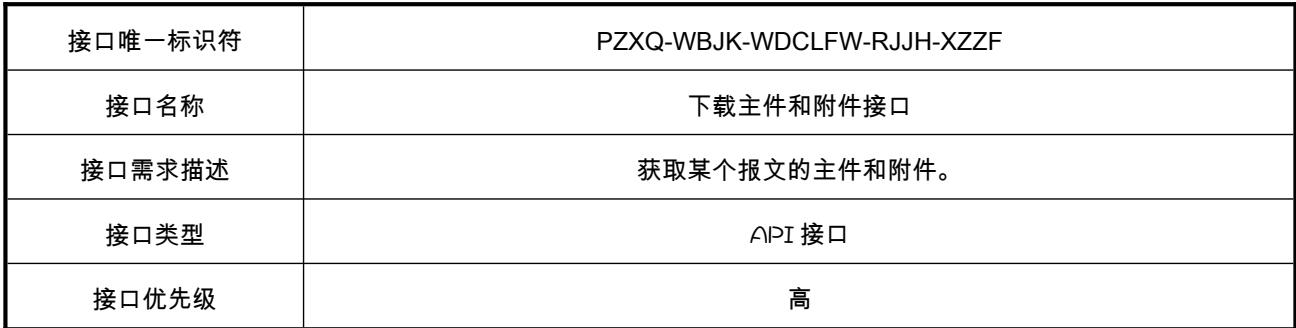 接口唯一标识符 PZXQ-WBJK-WDCLFW-RJJH-XZZF
接口名称 下载主件和附件接口
接口需求描述 获取某个报文的主件和附件。
接口类型 API 接口
接口优先级 高